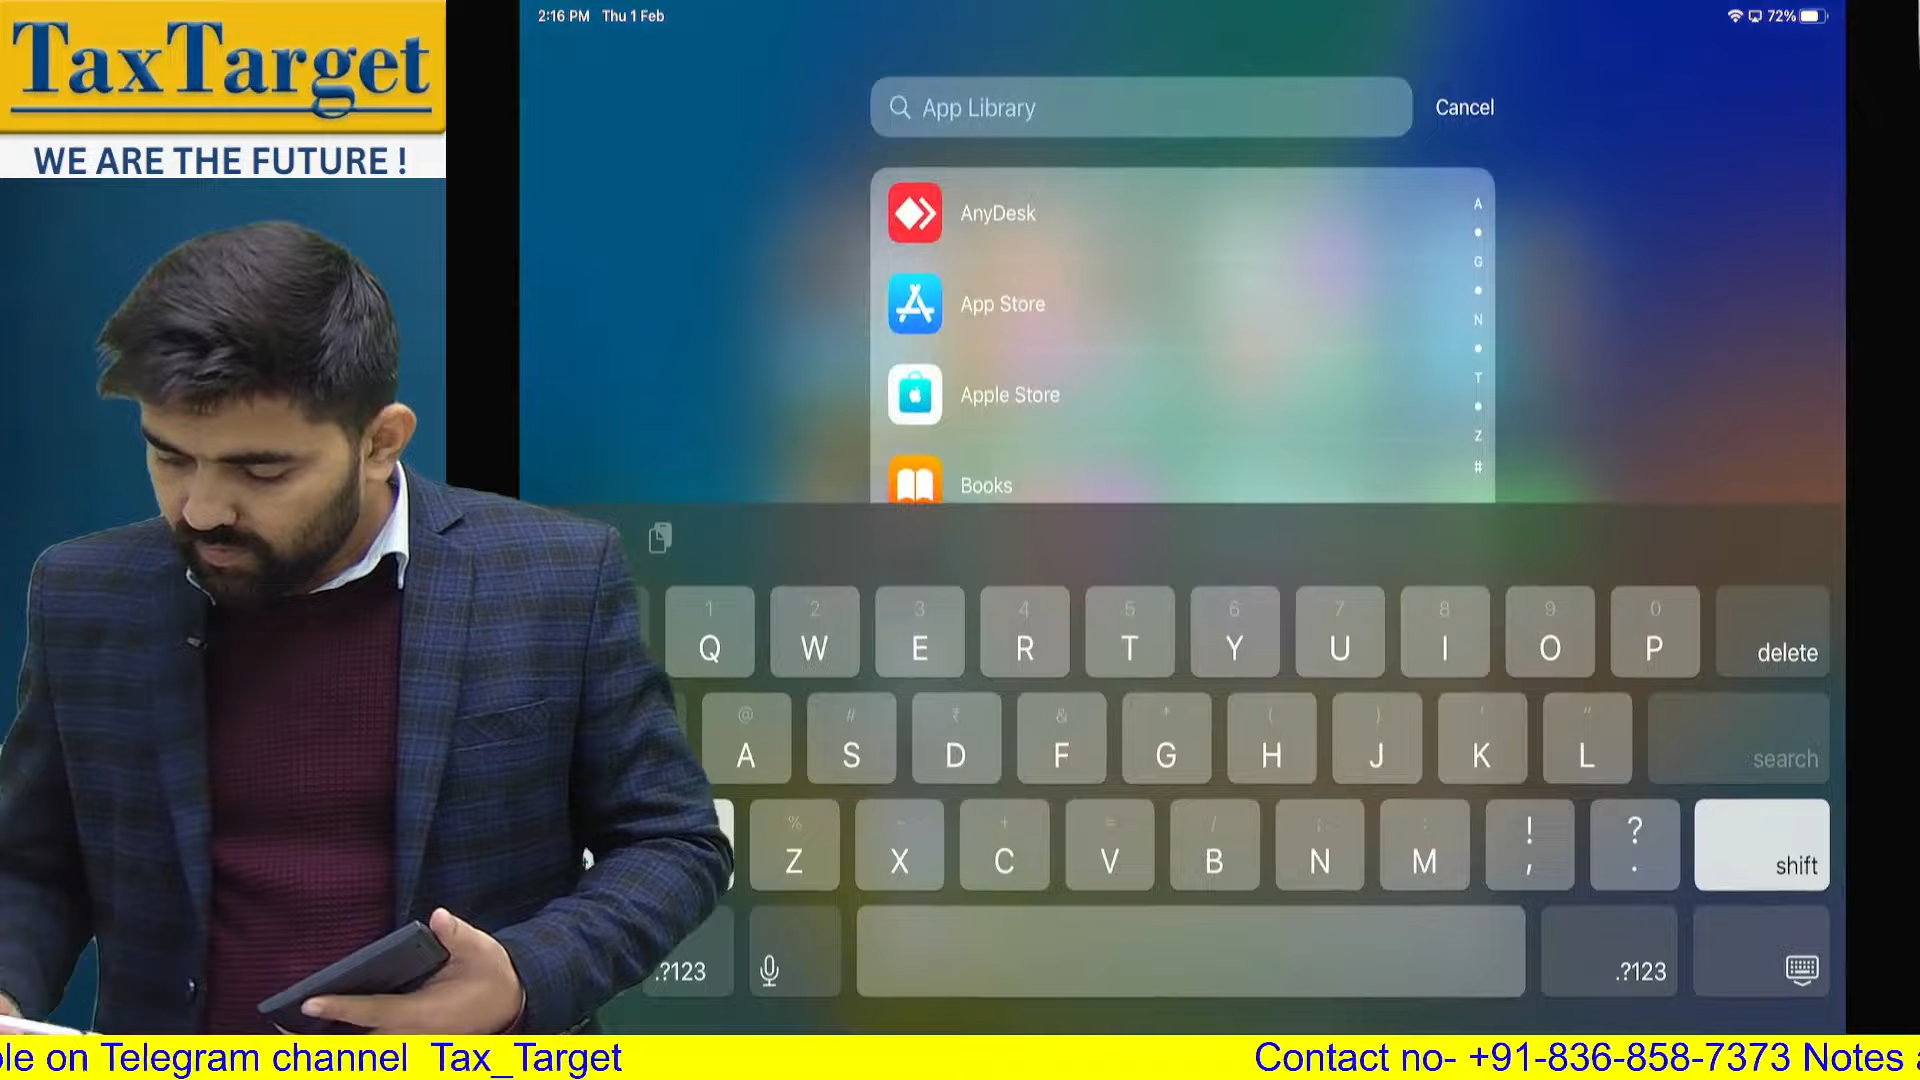 TaxTarget
WE ARE THE FUTURE !
2:16 PM Thu 1 Feb
72%
App Library
Cancel
AnyDesk
App Store
Apple Store
Books
A
G
N
T
Z
#
1 2 3 4 5 6 7 8 9 0
Q W E R T Y U I O P delete
@ # ₹ & * ( ) ' "
A S D F G H J K L search
% - + = / ; : ! ?
Z X C V B N M , . shift
.?123 .?123
ole on Telegram channel Tax_Target
Contact no- +91-836-858-7373 Notes a